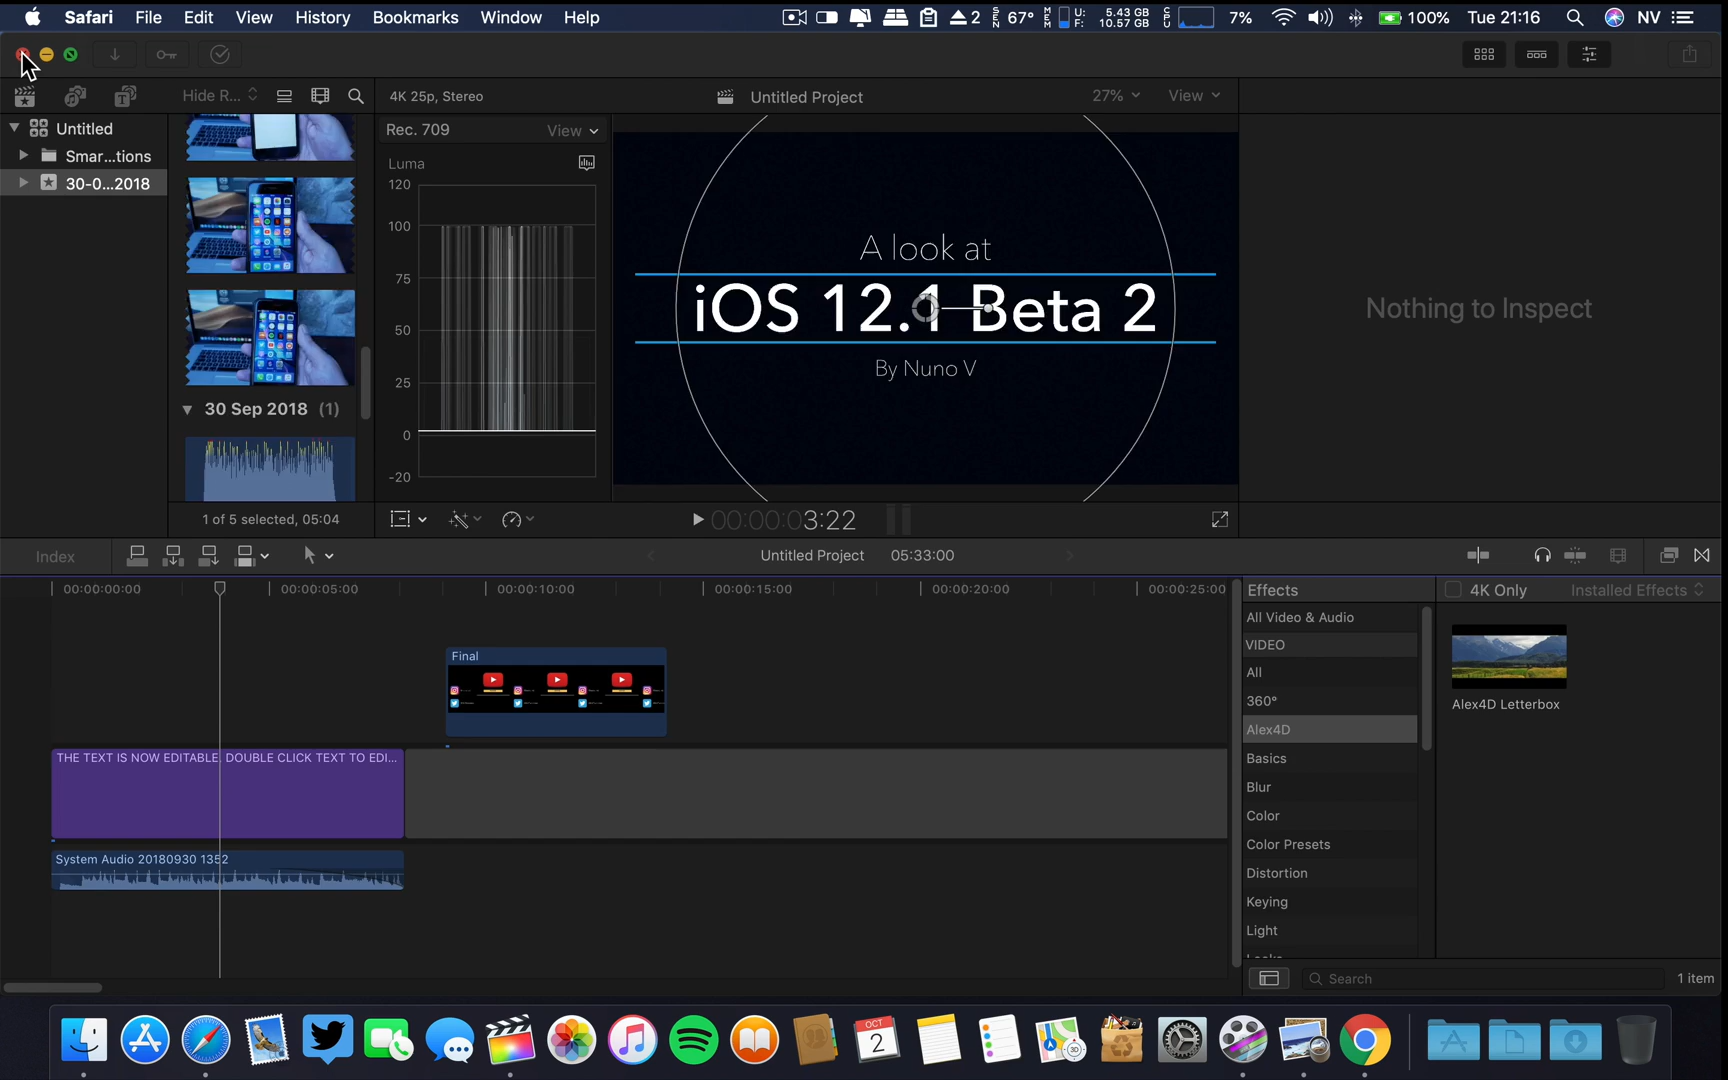 Safari File Edit View History Bookmarks Window Help 2 SEN 67° MEM U: 5.43 GB F: 10.57 GB CPU 7% 100% Tue 21:16 NV
Hide R... 4K 25p, Stereo Untitled Project 27% View
Untitled
Smar...tions
30-0...2018
30 Sep 2018 (1)
1 of 5 selected, 05:04
Rec. 709 View
Luma
120
100
75
50
25
0
-20
A look at
iOS 12.1 Beta 2
By Nuno V
Nothing to Inspect
00:00:03:22
Index Untitled Project 05:33:00
00:00:00:00 00:00:05:00 00:00:10:00 00:00:15:00 00:00:20:00 00:00:25:00
Final
THE TEXT IS NOW EDITABLE. DOUBLE CLICK TEXT TO EDI...
System Audio 20180930 1352
Effects 4K Only Installed Effects
All Video & Audio
VIDEO
All
360°
Alex4D
Basics
Blur
Color
Color Presets
Distortion
Keying
Light
Alex4D Letterbox
Search 1 item
OCT
2